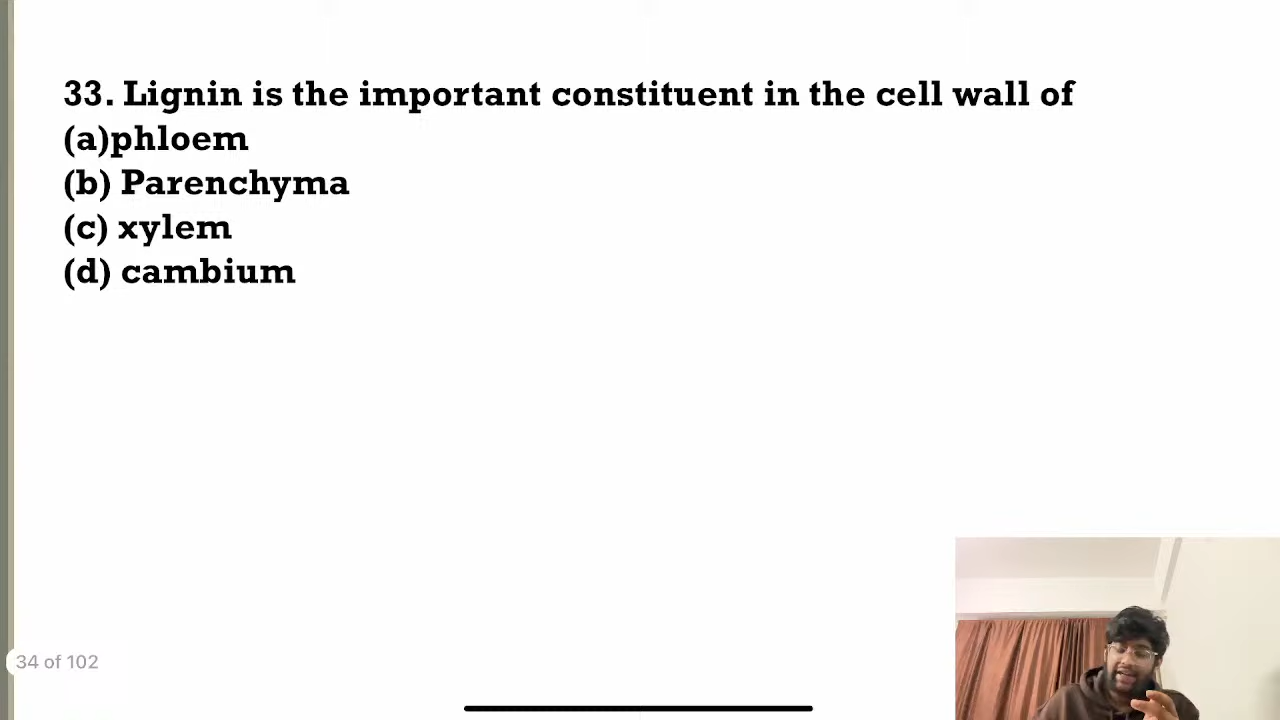 33. Lignin is the important constituent in the cell wall of
(a)phloem
(b) Parenchyma
(c) xylem
(d) cambium
34 of 102